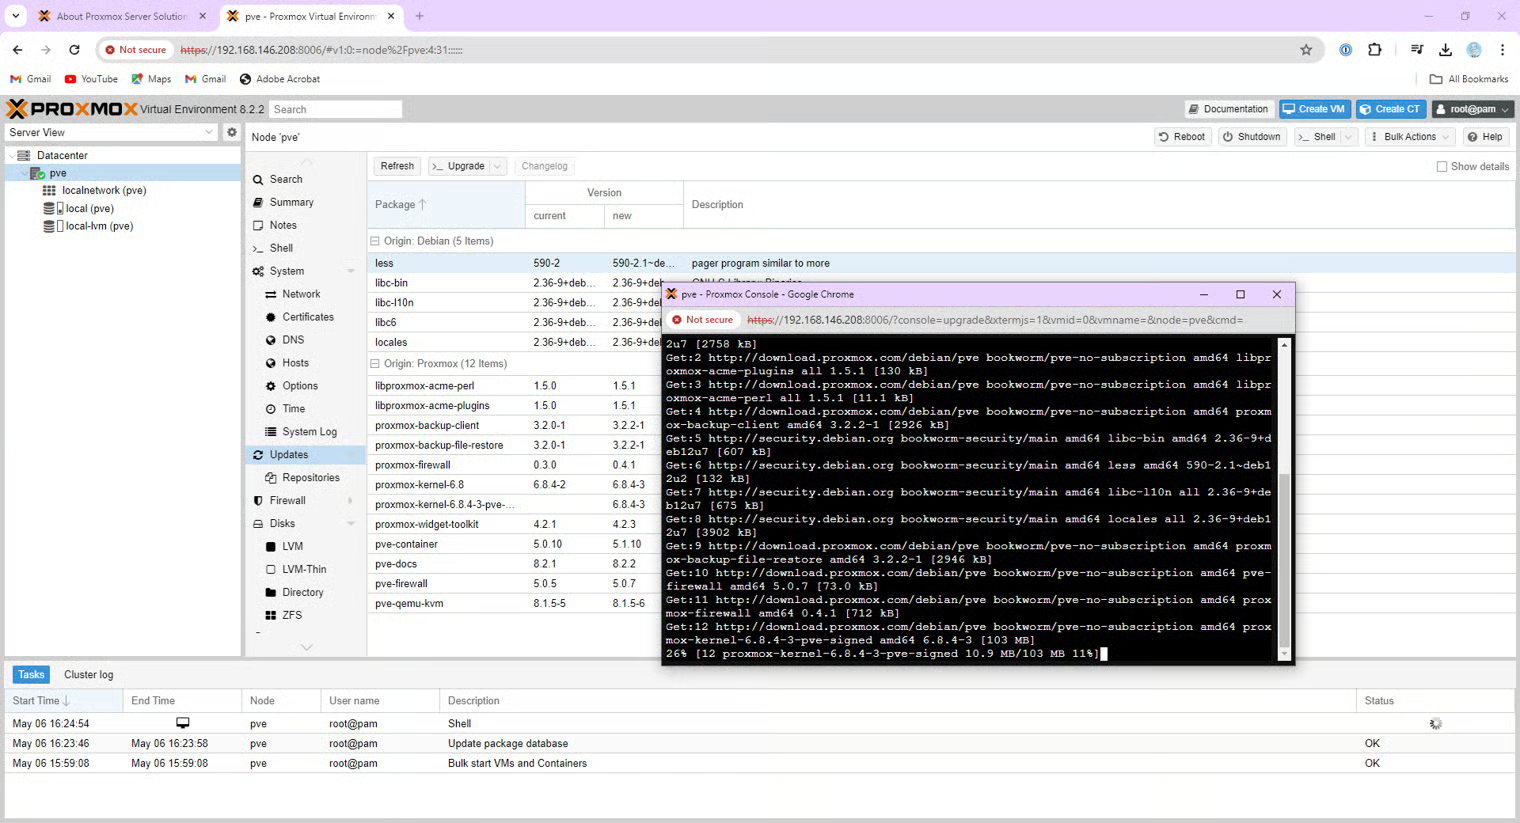 About Proxmox Server Solution
pve - Proxmox Virtual Environm
Not secure
https://192.168.146.208:8006/#v1:0:=node%2Fpve:4:31::::::
Gmail
YouTube
Maps
Gmail
Adobe Acrobat
All Bookmarks
PROXMOX Virtual Environment 8.2.2
Search
Documentation
Create VM
Create CT
root@pam
Server View
Node 'pve'
Reboot
Shutdown
Shell
Bulk Actions
Help
Datacenter
pve
localnetwork (pve)
local (pve)
local-lvm (pve)
Search
Summary
Notes
Shell
System
Network
Certificates
DNS
Hosts
Options
Time
System Log
Updates
Repositories
Firewall
Disks
LVM
LVM-Thin
Directory
ZFS
Refresh
Upgrade
Changelog
Show details
Package
Version
current
new
Description
Origin: Debian (5 Items)
less 590-2 590-2.1~de... pager program similar to more
libc-bin 2.36-9+deb... 2.36-9+deb GNU C Library: Binaries
libc-l10n 2.36-9+deb... 2.36-9+deb
libc6 2.36-9+deb... 2.36-9+deb
locales 2.36-9+deb... 2.36-9+deb
Origin: Proxmox (12 Items)
libproxmox-acme-perl 1.5.0 1.5.1
libproxmox-acme-plugins 1.5.0 1.5.1
proxmox-backup-client 3.2.0-1 3.2.2-1
proxmox-backup-file-restore 3.2.0-1 3.2.2-1
proxmox-firewall 0.3.0 0.4.1
proxmox-kernel-6.8 6.8.4-2 6.8.4-3
proxmox-kernel-6.8.4-3-pve-... 6.8.4-3
proxmox-widget-toolkit 4.2.1 4.2.3
pve-container 5.0.10 5.1.10
pve-docs 8.2.1 8.2.2
pve-firewall 5.0.5 5.0.7
pve-qemu-kvm 8.1.5-5 8.1.5-6
pve - Proxmox Console - Google Chrome
Not secure
https://192.168.146.208:8006/?console=upgrade&xtermjs=1&vmid=0&vmname=&node=pve&cmd=
2u7 [2758 kB]
Get:2 http://download.proxmox.com/debian/pve bookworm/pve-no-subscription amd64 libpr
oxmox-acme-plugins all 1.5.1 [130 kB]
Get:3 http://download.proxmox.com/debian/pve bookworm/pve-no-subscription amd64 libpr
oxmox-acme-perl all 1.5.1 [11.1 kB]
Get:4 http://download.proxmox.com/debian/pve bookworm/pve-no-subscription amd64 proxm
ox-backup-client amd64 3.2.2-1 [2926 kB]
Get:5 http://security.debian.org bookworm-security/main amd64 libc-bin amd64 2.36-9+d
eb12u7 [607 kB]
Get:6 http://security.debian.org bookworm-security/main amd64 less amd64 590-2.1~deb1
2u2 [132 kB]
Get:7 http://security.debian.org bookworm-security/main amd64 libc-l10n all 2.36-9+de
b12u7 [675 kB]
Get:8 http://security.debian.org bookworm-security/main amd64 locales all 2.36-9+deb1
2u7 [3902 kB]
Get:9 http://download.proxmox.com/debian/pve bookworm/pve-no-subscription amd64 proxm
ox-backup-file-restore amd64 3.2.2-1 [2946 kB]
Get:10 http://download.proxmox.com/debian/pve bookworm/pve-no-subscription amd64 pve-
firewall amd64 5.0.7 [73.0 kB]
Get:11 http://download.proxmox.com/debian/pve bookworm/pve-no-subscription amd64 prox
mox-firewall amd64 0.4.1 [712 kB]
Get:12 http://download.proxmox.com/debian/pve bookworm/pve-no-subscription amd64 prox
mox-kernel-6.8.4-3-pve-signed amd64 6.8.4-3 [103 MB]
26% [12 proxmox-kernel-6.8.4-3-pve-signed 10.9 MB/103 MB 11%]
Tasks
Cluster log
Start Time End Time Node User name Description Status
May 06 16:24:54 pve root@pam Shell
May 06 16:23:46 May 06 16:23:58 pve root@pam Update package database OK
May 06 15:59:08 May 06 15:59:08 pve root@pam Bulk start VMs and Containers OK